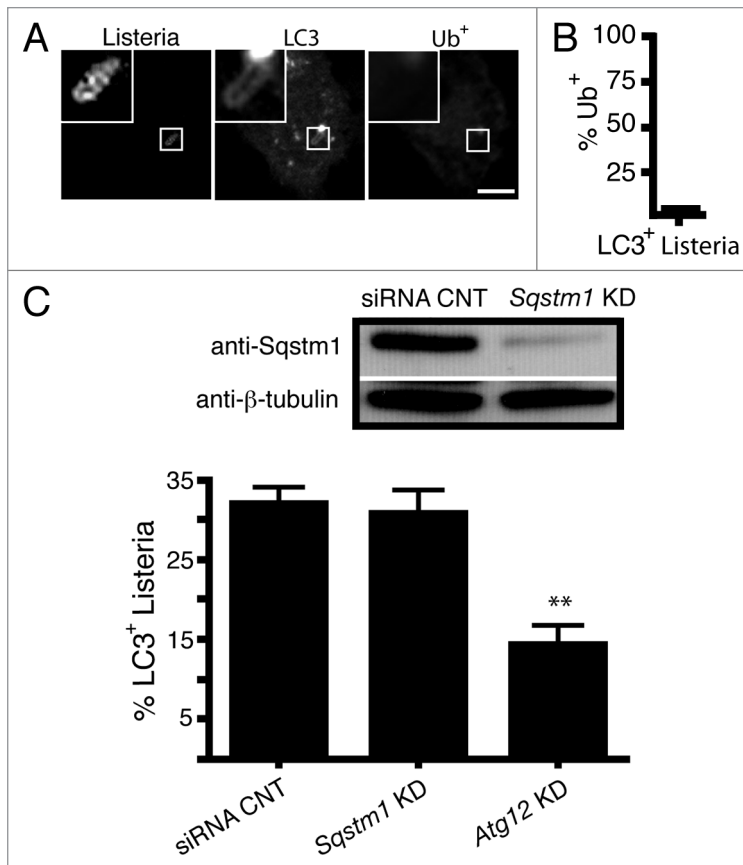 A
Listeria
LC3
Ub⁺
B
100
75
50
25
% Ub⁺
LC3⁺ Listeria
C
siRNA CNT
Sqstm1 KD
anti-Sqstm1
anti-β-tubulin
35
25
15
5
% LC3⁺ Listeria
**
siRNA CNT
Sqstm1 KD
Atg12 KD